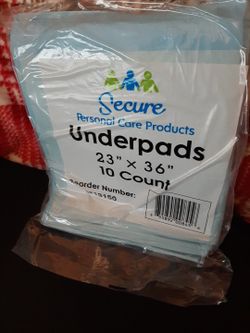 Secure
Personal Care Products
Underpads
23" × 36"
10 Count
Reorder Number: